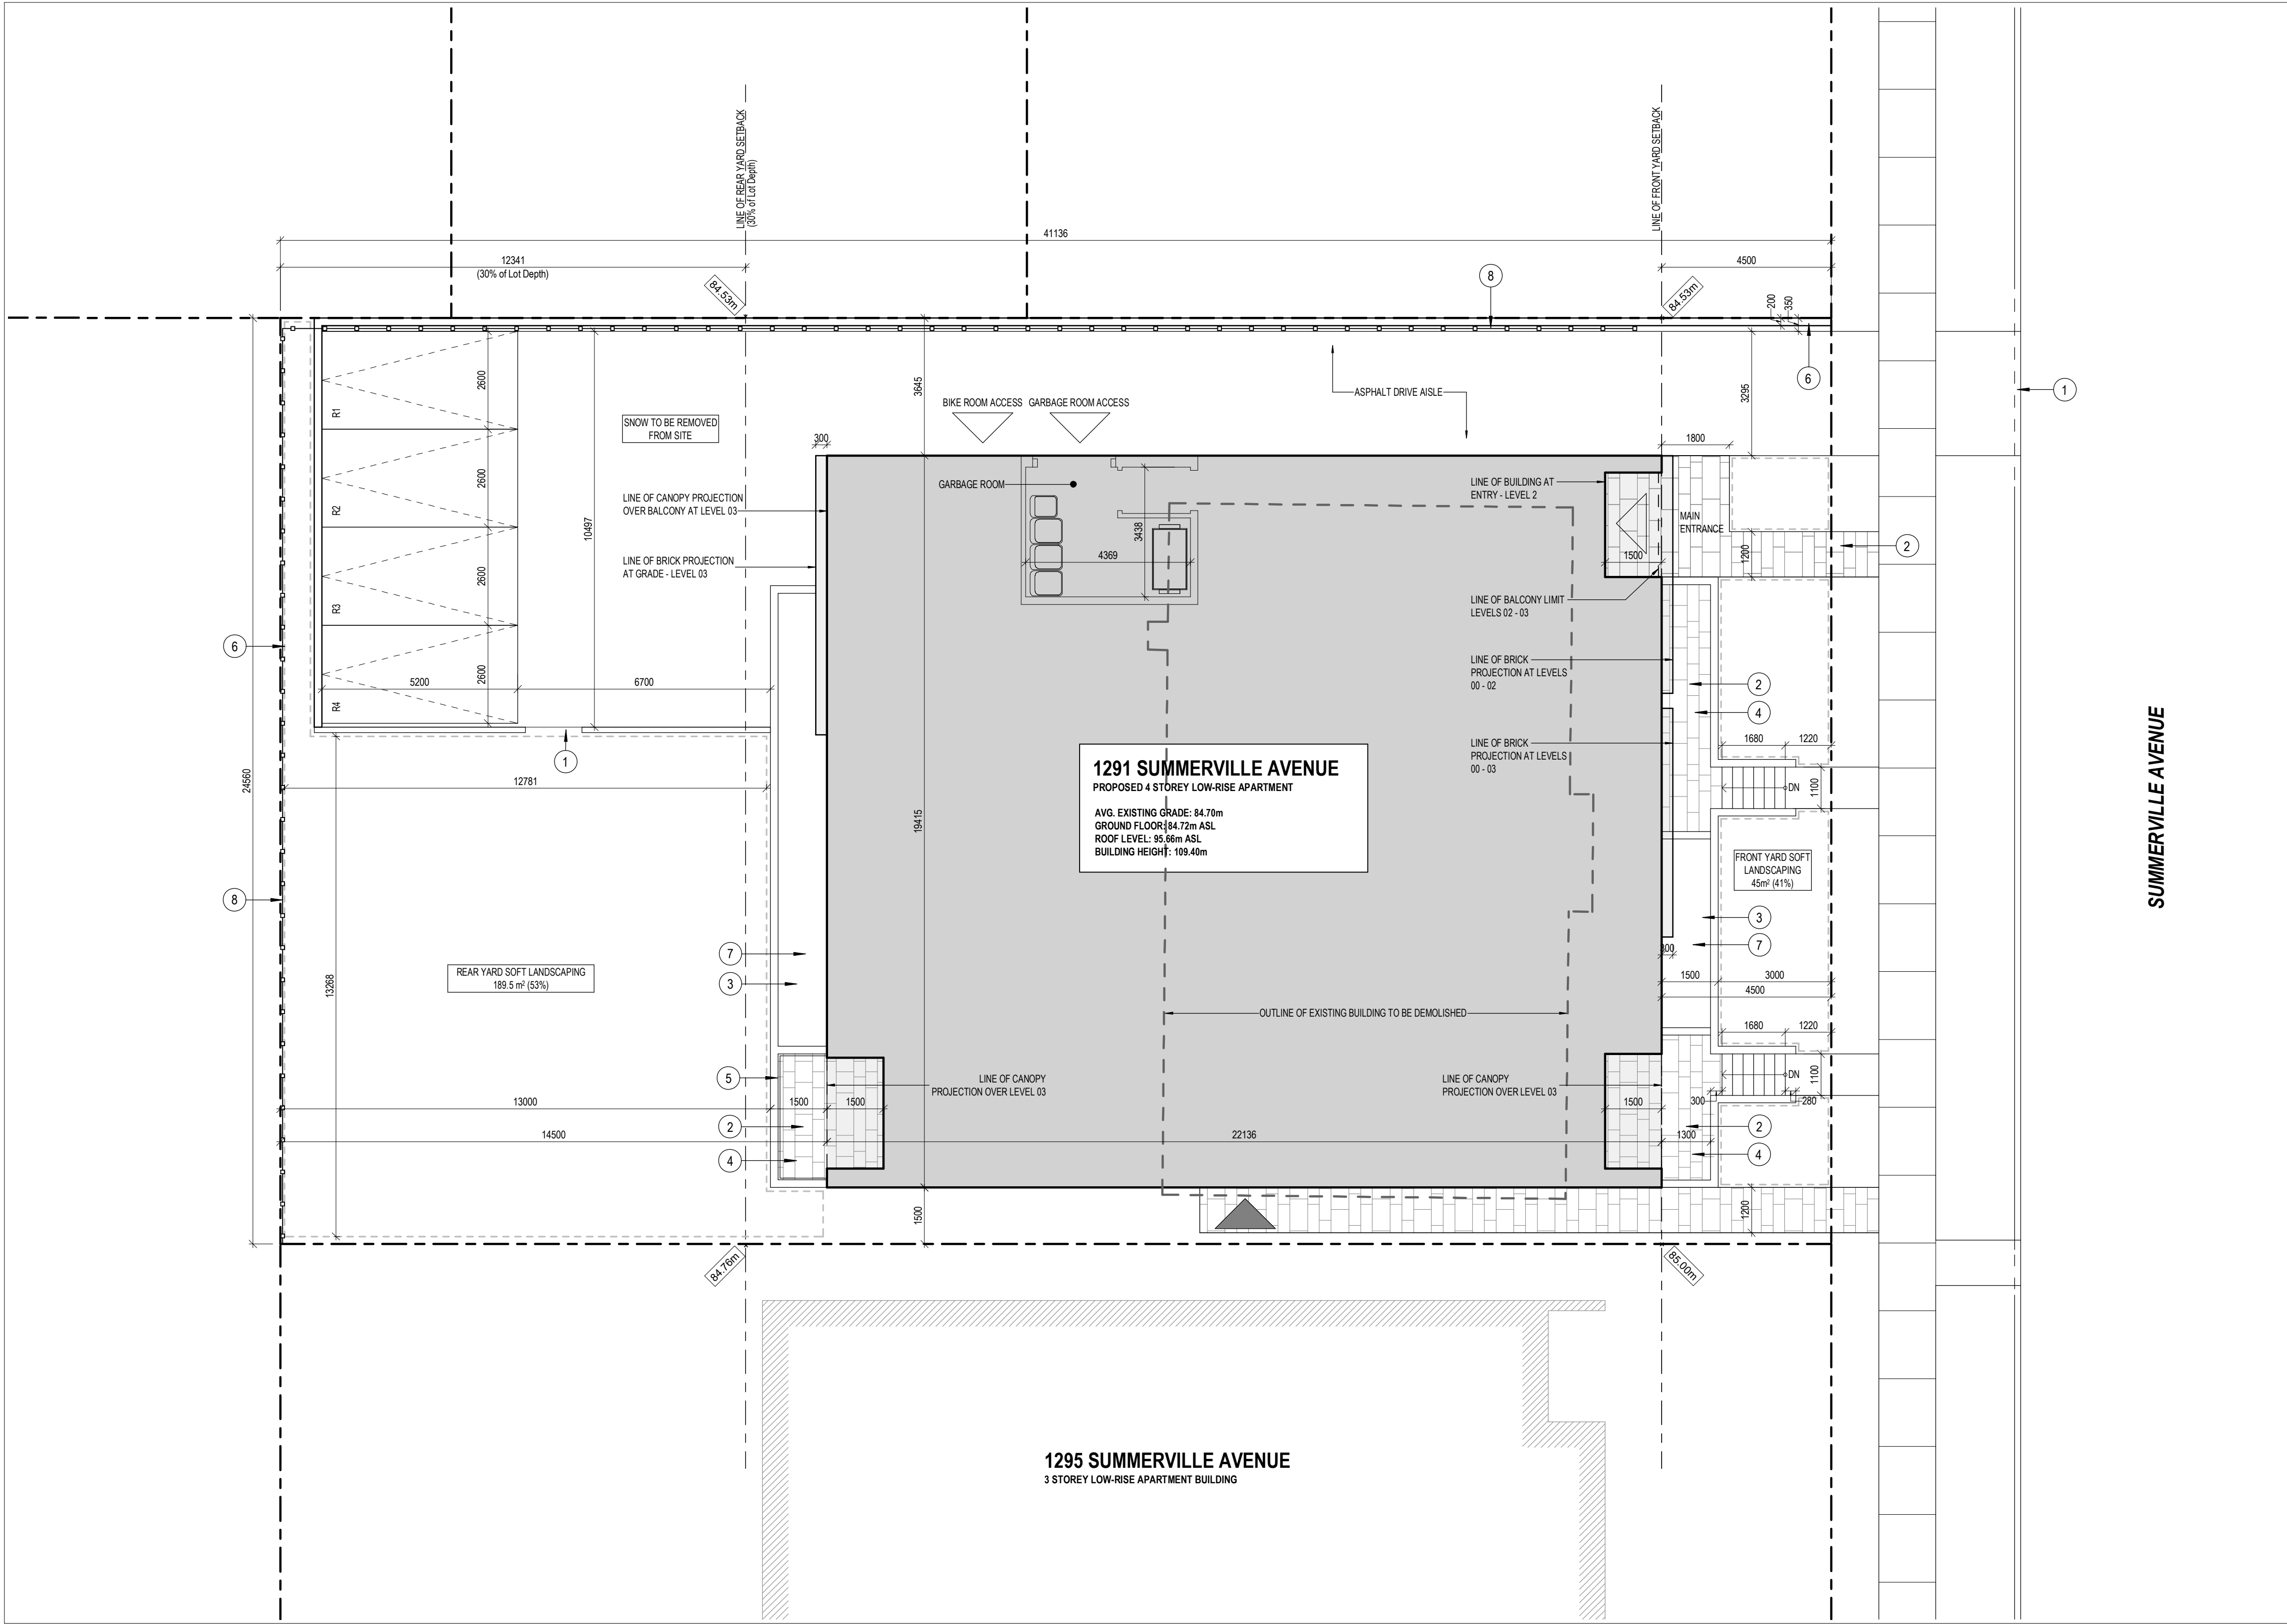 LINE OF REAR YARD SETBACK
(30% of Lot Depth)
LINE OF FRONT YARD SETBACK
41136
12341
(30% of Lot Depth)
4500
84.53m
84.53m
8
200
350
6
1
3645
3295
BIKE ROOM ACCESS
GARBAGE ROOM ACCESS
ASPHALT DRIVE AISLE
2600
R1
SNOW TO BE REMOVED
FROM SITE
300
1800
2600
R2
LINE OF CANOPY PROJECTION
OVER BALCONY AT LEVEL 03
GARBAGE ROOM
LINE OF BUILDING AT
ENTRY - LEVEL 2
MAIN
ENTRANCE
10497
3438
4369
1500
1200
2
LINE OF BRICK PROJECTION
AT GRADE - LEVEL 03
2600
R3
LINE OF BALCONY LIMIT
LEVELS 02 - 03
6
LINE OF BRICK
PROJECTION AT LEVELS
00 - 02
2
4
5200
6700
2600
R4
1
1680
1220
LINE OF BRICK
PROJECTION AT LEVELS
00 - 03
DN
1100
24560
12781
19415
1291 SUMMERVILLE AVENUE
PROPOSED 4 STOREY LOW-RISE APARTMENT
AVG. EXISTING GRADE: 84.70m
GROUND FLOOR: 84.72m ASL
ROOF LEVEL: 95.66m ASL
BUILDING HEIGHT: 109.40m
SUMMERVILLE AVENUE
FRONT YARD SOFT
LANDSCAPING
45m² (41%)
8
3
7
300
7
3
REAR YARD SOFT LANDSCAPING
189.5 m² (53%)
13268
1500
3000
4500
OUTLINE OF EXISTING BUILDING TO BE DEMOLISHED
1680
1220
5
LINE OF CANOPY
PROJECTION OVER LEVEL 03
LINE OF CANOPY
PROJECTION OVER LEVEL 03
DN
1100
13000
1500
1500
1500
300
280
2
14500
22136
1300
2
4
4
1500
1200
84.76m
85.00m
1295 SUMMERVILLE AVENUE
3 STOREY LOW-RISE APARTMENT BUILDING